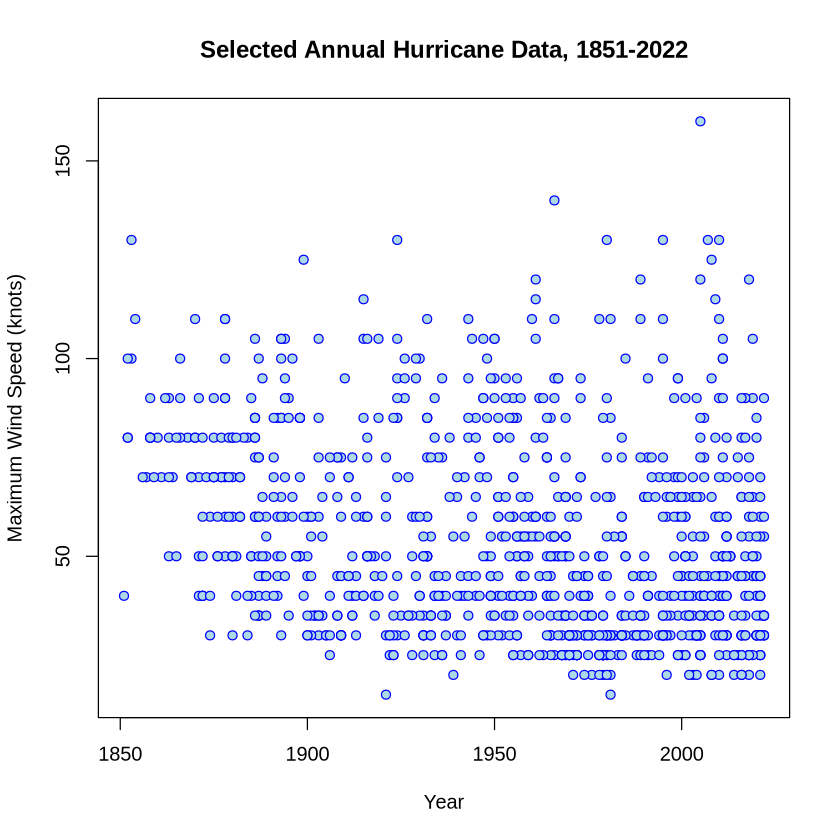 Selected Annual Hurricane Data, 1851-2022
Maximum Wind Speed (knots)
150
100
50
1850 1900 1950 2000
Year